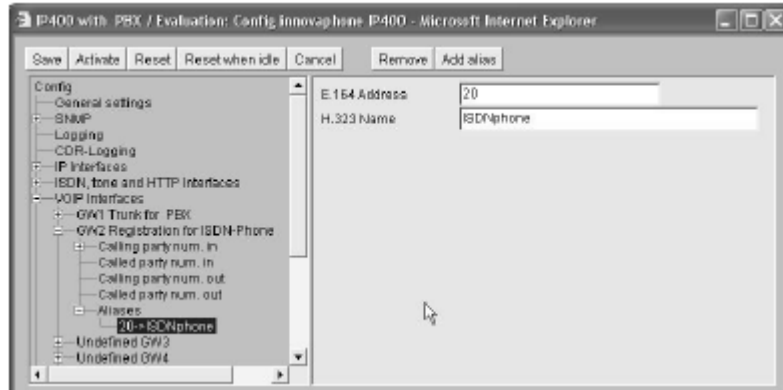 IP400 with PBX / Evaluation: Config innovaphone IP400 - Microsoft Internet Explorer
Save Activate Reset Reset when idle Cancel Remove Add alias
Config
General settings
SNMP
Logging
CDR-Logging
IP Interfaces
ISDN, tone and HTTP Interfaces
VOIP Interfaces
GW1 Trunk for PBX
GW2 Registration for ISDN-Phone
Calling party num. in
Called party num. in
Calling party num. out
Called party num. out
Aliases
20->ISDNphone
Undefined GW3
Undefined GW4
E.164 Address 20
H.323 Name ISDNphone